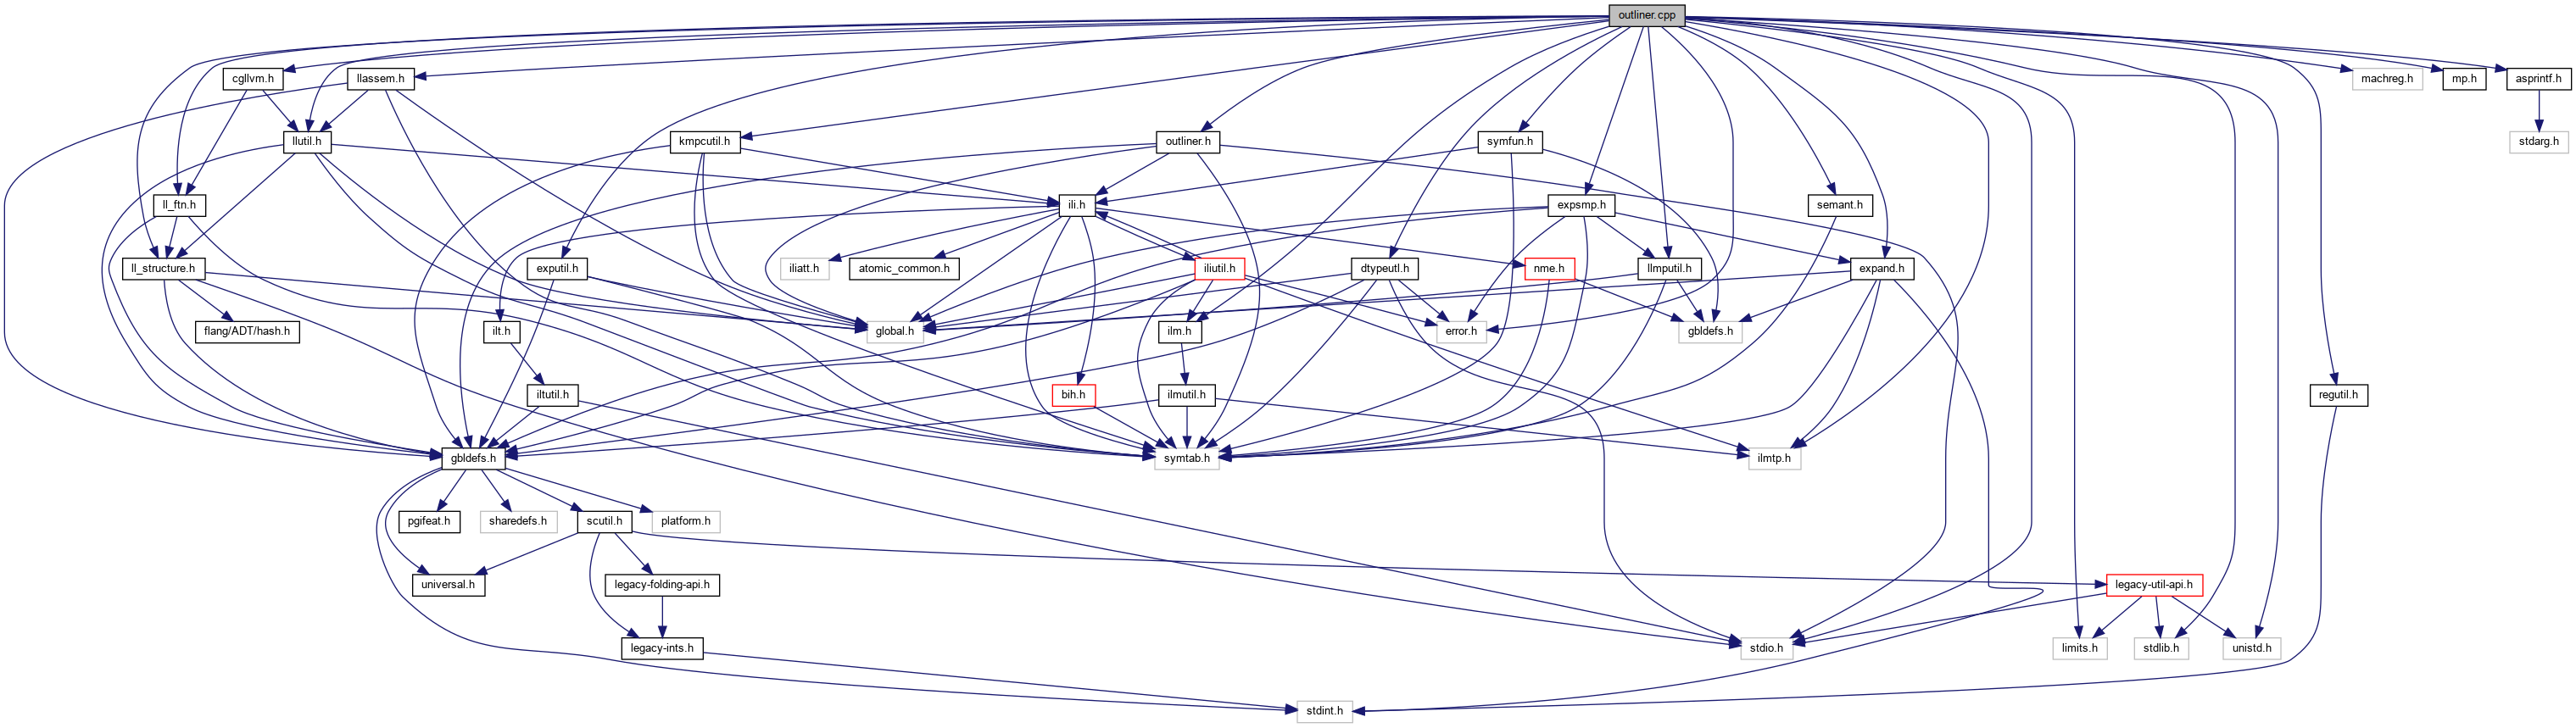 outliner.cpp
cgllvm.h
llassem.h
machreg.h
mp.h
asprintf.h
llutil.h
kmpcutil.h
outliner.h
symfun.h
stdarg.h
ll_ftn.h
ili.h
expsmp.h
semant.h
ll_structure.h
exputil.h
iliatt.h
atomic_common.h
iliutil.h
dtypeutl.h
nme.h
llmputil.h
expand.h
flang/ADT/hash.h
ilt.h
global.h
ilm.h
error.h
gbldefs.h
iltutil.h
bih.h
ilmutil.h
regutil.h
gbldefs.h
symtab.h
ilmtp.h
pgifeat.h
sharedefs.h
scutil.h
platform.h
universal.h
legacy-folding-api.h
legacy-util-api.h
legacy-ints.h
stdio.h
limits.h
stdlib.h
unistd.h
stdint.h